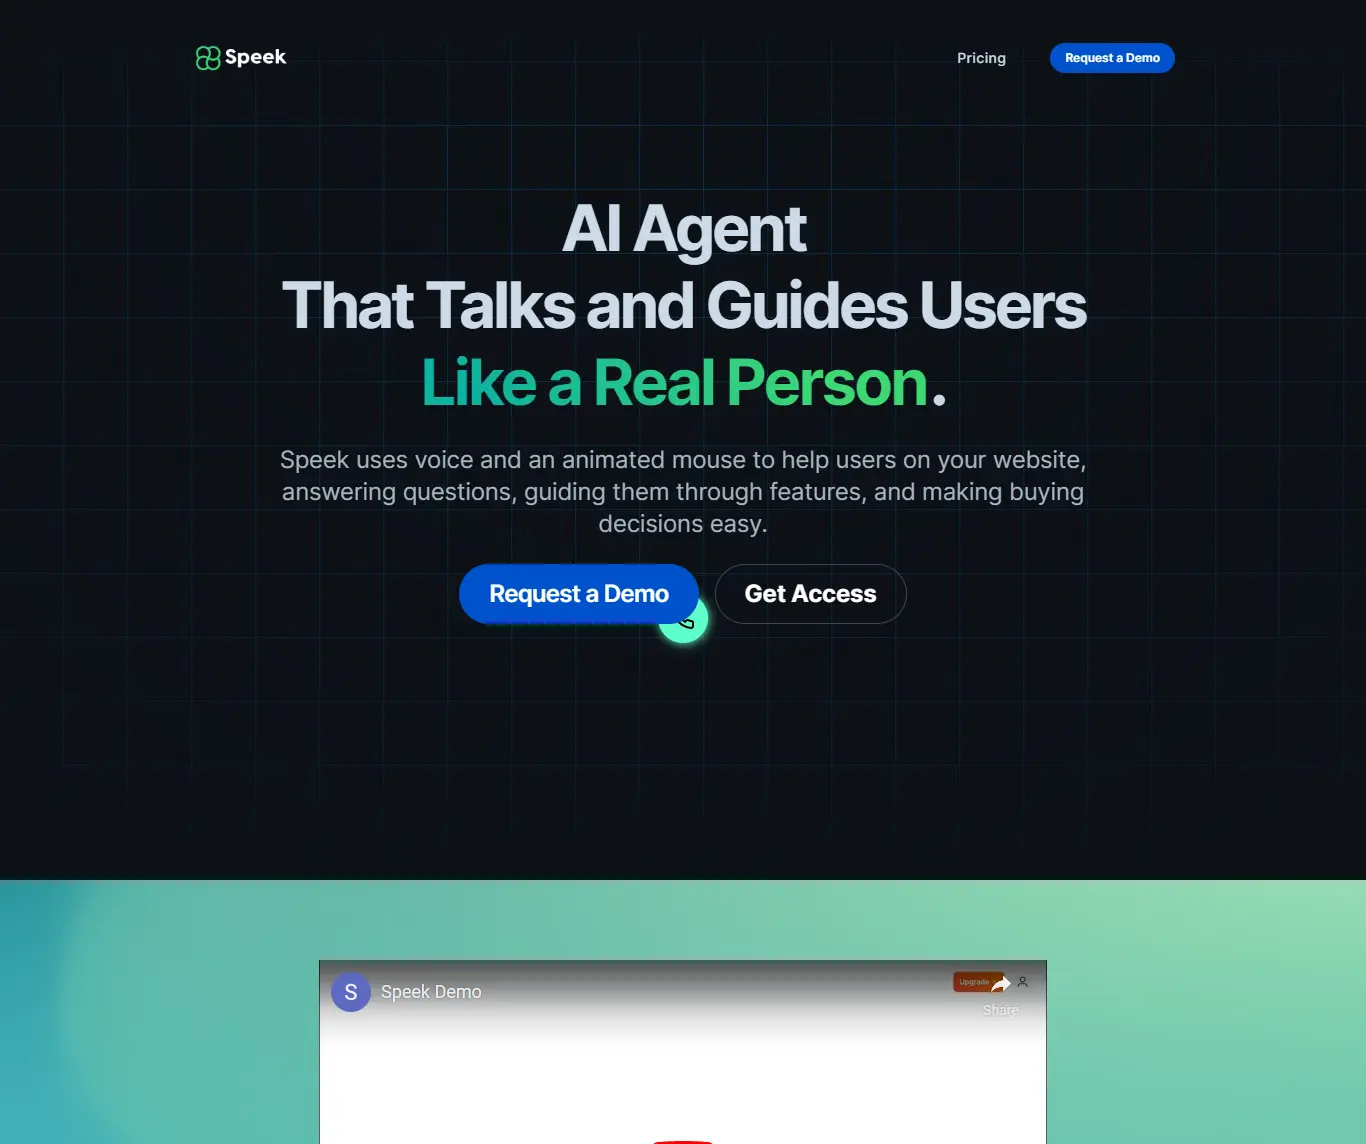 Speek
Pricing
Request a Demo
AI Agent
That Talks and Guides Users
Like a Real Person.
Speek uses voice and an animated mouse to help users on your website,
answering questions, guiding them through features, and making buying
decisions easy.
Request a Demo
Get Access
S
Speek Demo
Upgrade
Share